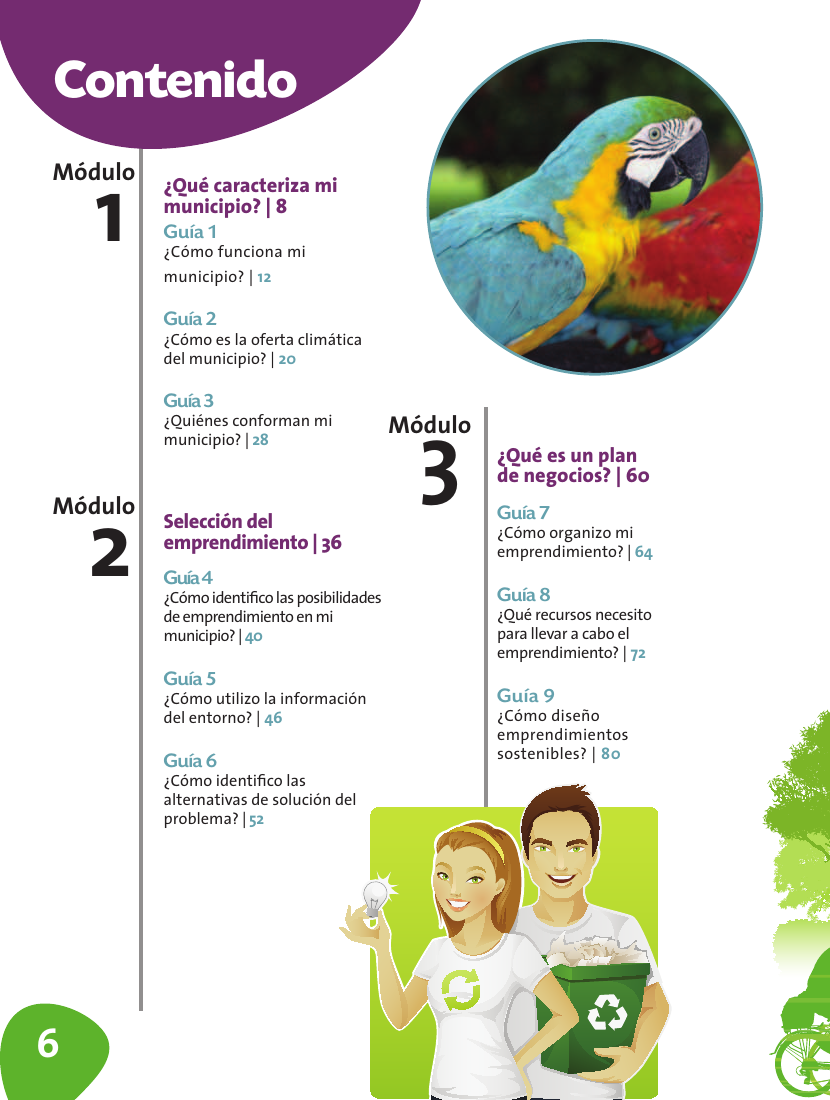 Contenido
Módulo
1
¿Qué caracteriza mi
municipio? | 8
Guía 1
¿Cómo funciona mi
municipio? | 12
Guía 2
¿Cómo es la oferta climática
del municipio? | 20
Guía 3
¿Quiénes conforman mi
municipio? | 28
Módulo
2
Selección del
emprendimiento | 36
Guía 4
¿Cómo identifico las posibilidades
de emprendimiento en mi
municipio? | 40
Guía 5
¿Cómo utilizo la información
del entorno? | 46
Guía 6
¿Cómo identifico las
alternativas de solución del
problema? | 52
Módulo
3
¿Qué es un plan
de negocios? | 60
Guía 7
¿Cómo organizo mi
emprendimiento? | 64
Guía 8
¿Qué recursos necesito
para llevar a cabo el
emprendimiento? | 72
Guía 9
¿Cómo diseño
emprendimientos
sostenibles? | 80
6